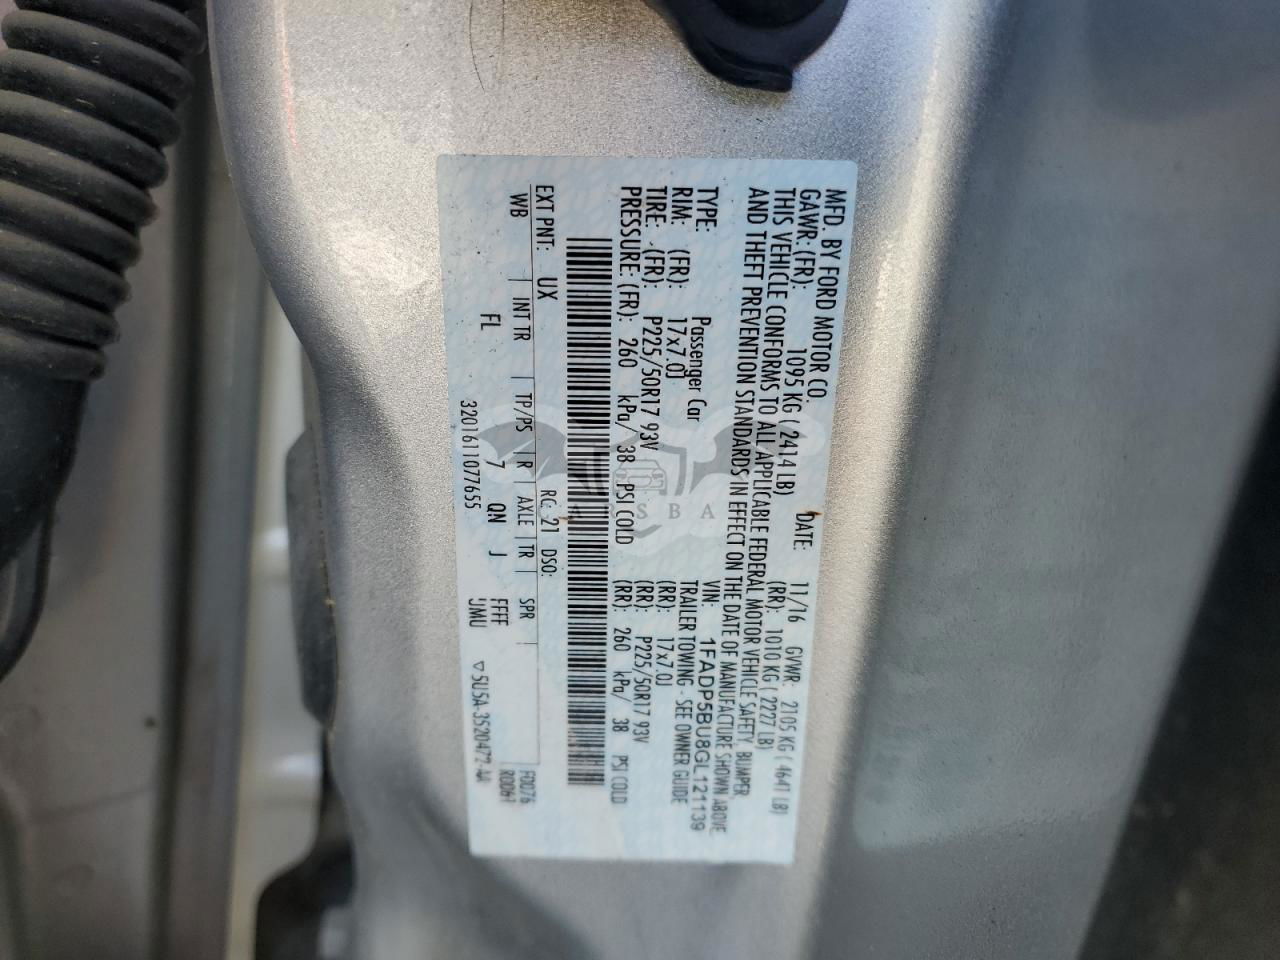 MFD. BY FORD MOTOR CO.
DATE: 11/16 GVWR: 2105 KG ( 4641 LB)
GAWR: (FR): 1095 KG ( 2414 LB) (RR): 1010 KG ( 2227 LB)
THIS VEHICLE CONFORMS TO ALL APPLICABLE FEDERAL MOTOR VEHICLE SAFETY, BUMPER,
AND THEFT PREVENTION STANDARDS IN EFFECT ON THE DATE OF MANUFACTURE SHOWN ABOVE
VIN: 1FADP5BU8GL121139
TYPE: Passenger Car TRAILER TOWING - SEE OWNER GUIDE
RIM: (FR): 17x7.0J (RR): 17x7.0J
TIRE: (FR): P225/50R17 93V (RR): P225/50R17 93V
PRESSURE: (FR): 260 kPa/ 38 PSI COLD (RR): 260 kPa/ 38 PSI COLD
EXT PNT: UX RC: 21 DSO: F0076
WB INT TR TP/PS R AXLE TR SPR R0061
FL 7 QN J FFFF
3201611077655 UMU ▽5U5A-3520472-AA